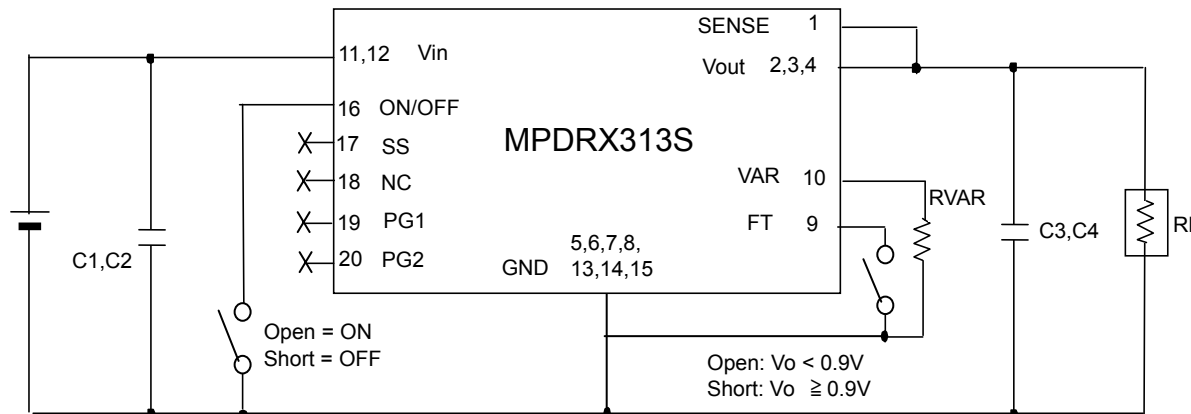 SENSE 1
11,12 Vin
Vout 2,3,4
16 ON/OFF
MPDRX313S
17 SS
18 NC
VAR 10
RVAR
19 PG1
FT 9
C3,C4
5,6,7,8,
20 PG2
GND 13,14,15
C1,C2
Open = ON
Short = OFF
Open: Vo < 0.9V
Short: Vo ≧ 0.9V